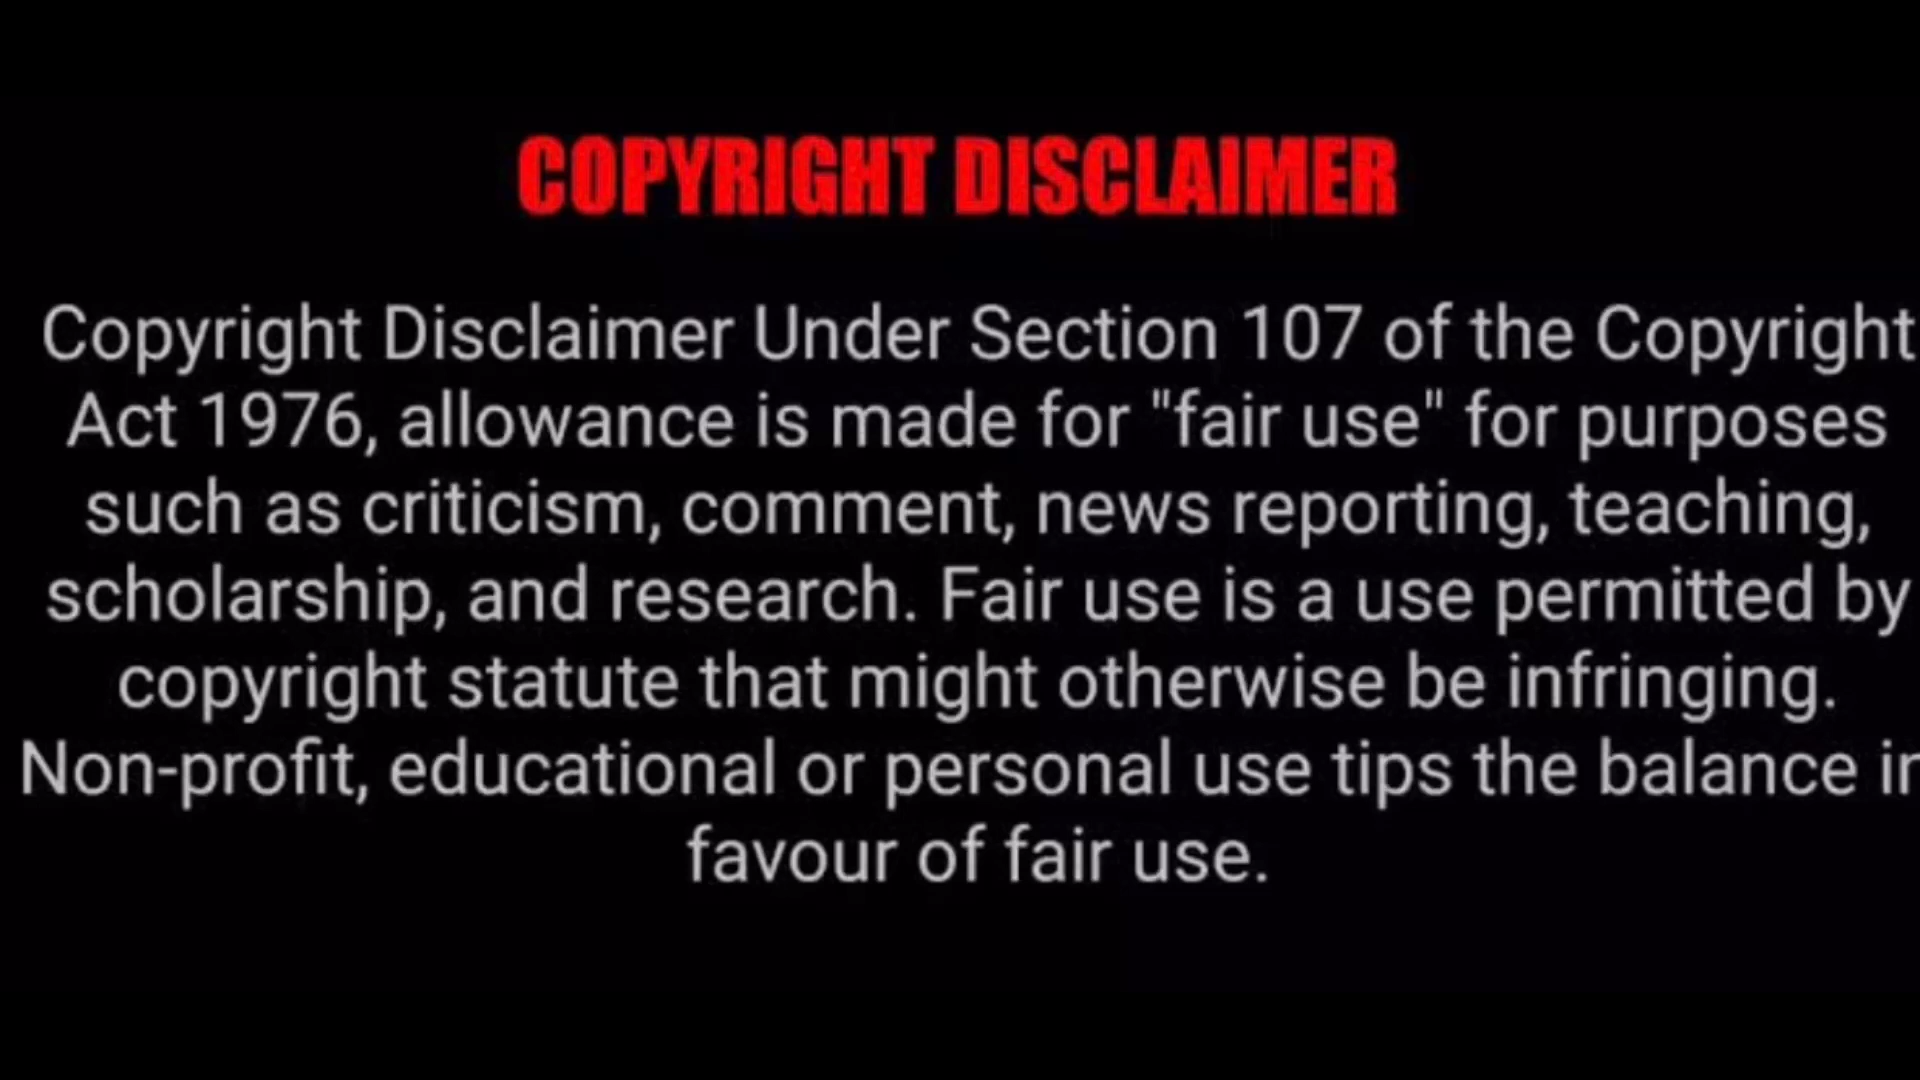 COPYRIGHT DISCLAIMER
Copyright Disclaimer Under Section 107 of the Copyright
Act 1976, allowance is made for "fair use" for purposes
such as criticism, comment, news reporting, teaching,
scholarship, and research. Fair use is a use permitted by
copyright statute that might otherwise be infringing.
Non-profit, educational or personal use tips the balance in
favour of fair use.